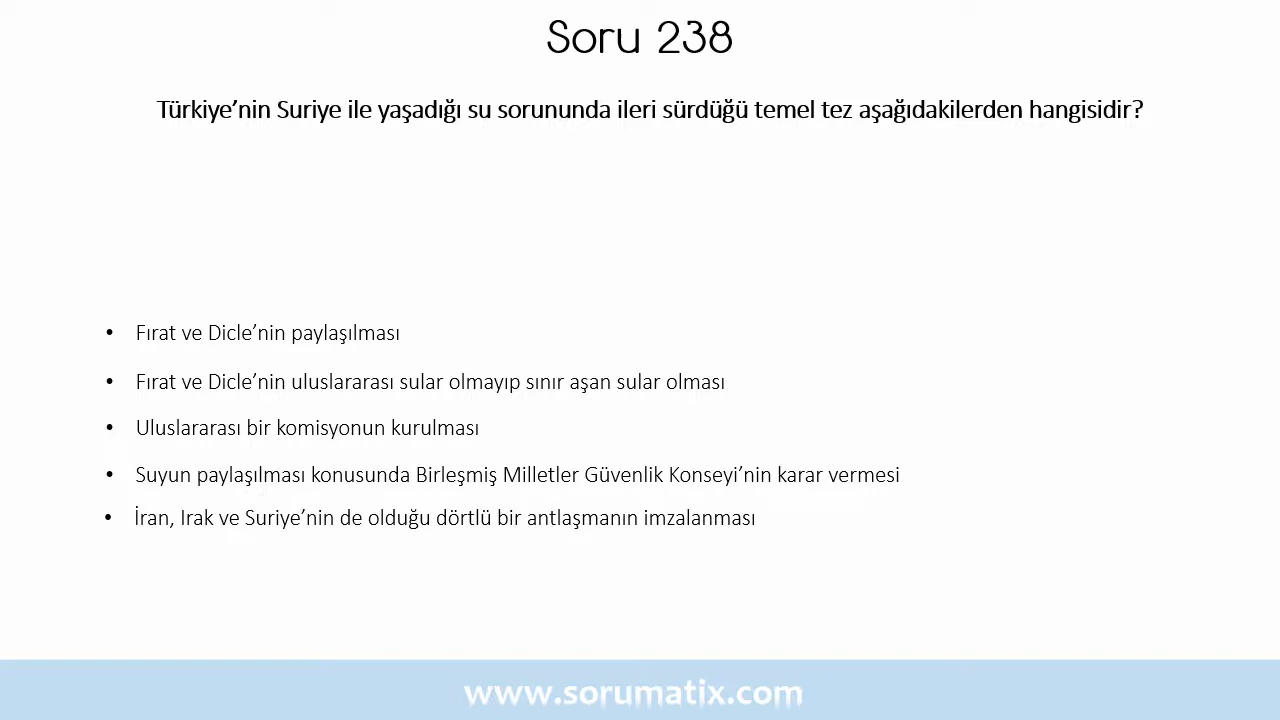 Soru 238
Türkiye’nin Suriye ile yaşadığı su sorununda ileri sürdüğü temel tez aşağıdakilerden hangisidir?
• Fırat ve Dicle’nin paylaşılması
• Fırat ve Dicle’nin uluslararası sular olmayıp sınır aşan sular olması
• Uluslararası bir komisyonun kurulması
• Suyun paylaşılması konusunda Birleşmiş Milletler Güvenlik Konseyi’nin karar vermesi
• İran, Irak ve Suriye’nin de olduğu dörtlü bir antlaşmanın imzalanması
www.sorumatix.com